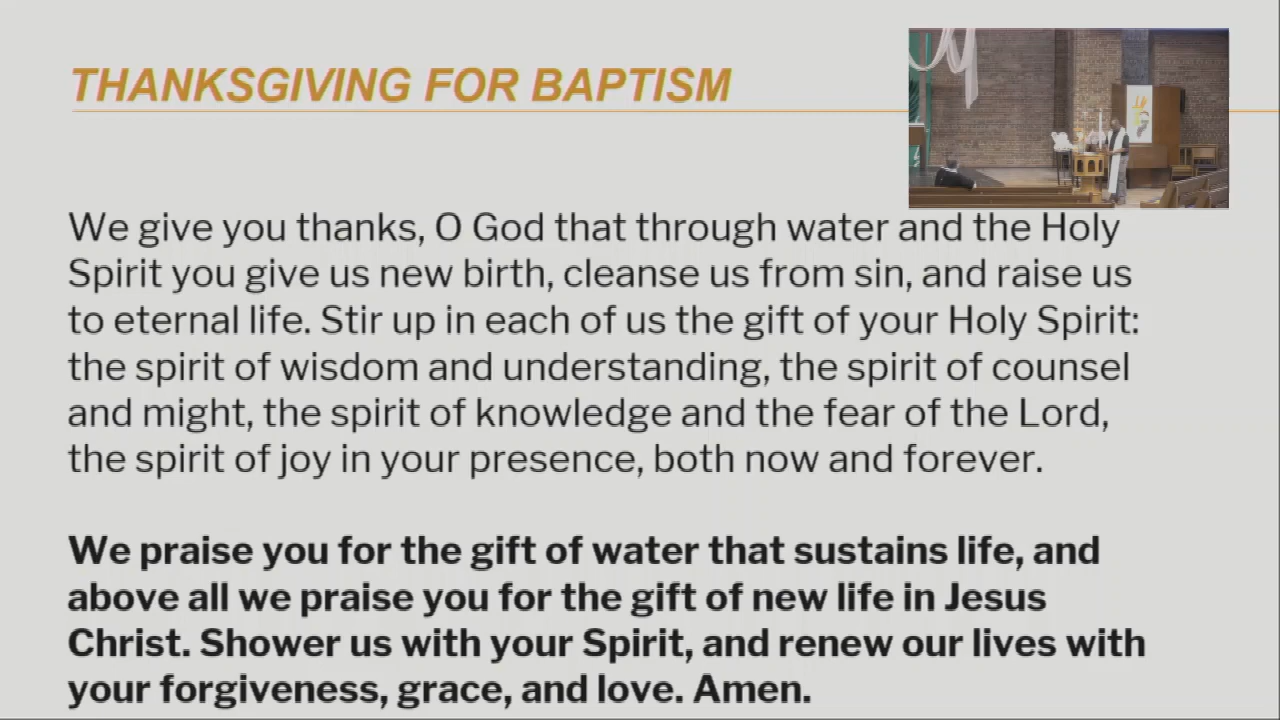 THANKSGIVING FOR BAPTISM
We give you thanks, O God that through water and the Holy
Spirit you give us new birth, cleanse us from sin, and raise us
to eternal life. Stir up in each of us the gift of your Holy Spirit:
the spirit of wisdom and understanding, the spirit of counsel
and might, the spirit of knowledge and the fear of the Lord,
the spirit of joy in your presence, both now and forever.
We praise you for the gift of water that sustains life, and
above all we praise you for the gift of new life in Jesus
Christ. Shower us with your Spirit, and renew our lives with
your forgiveness, grace, and love. Amen.